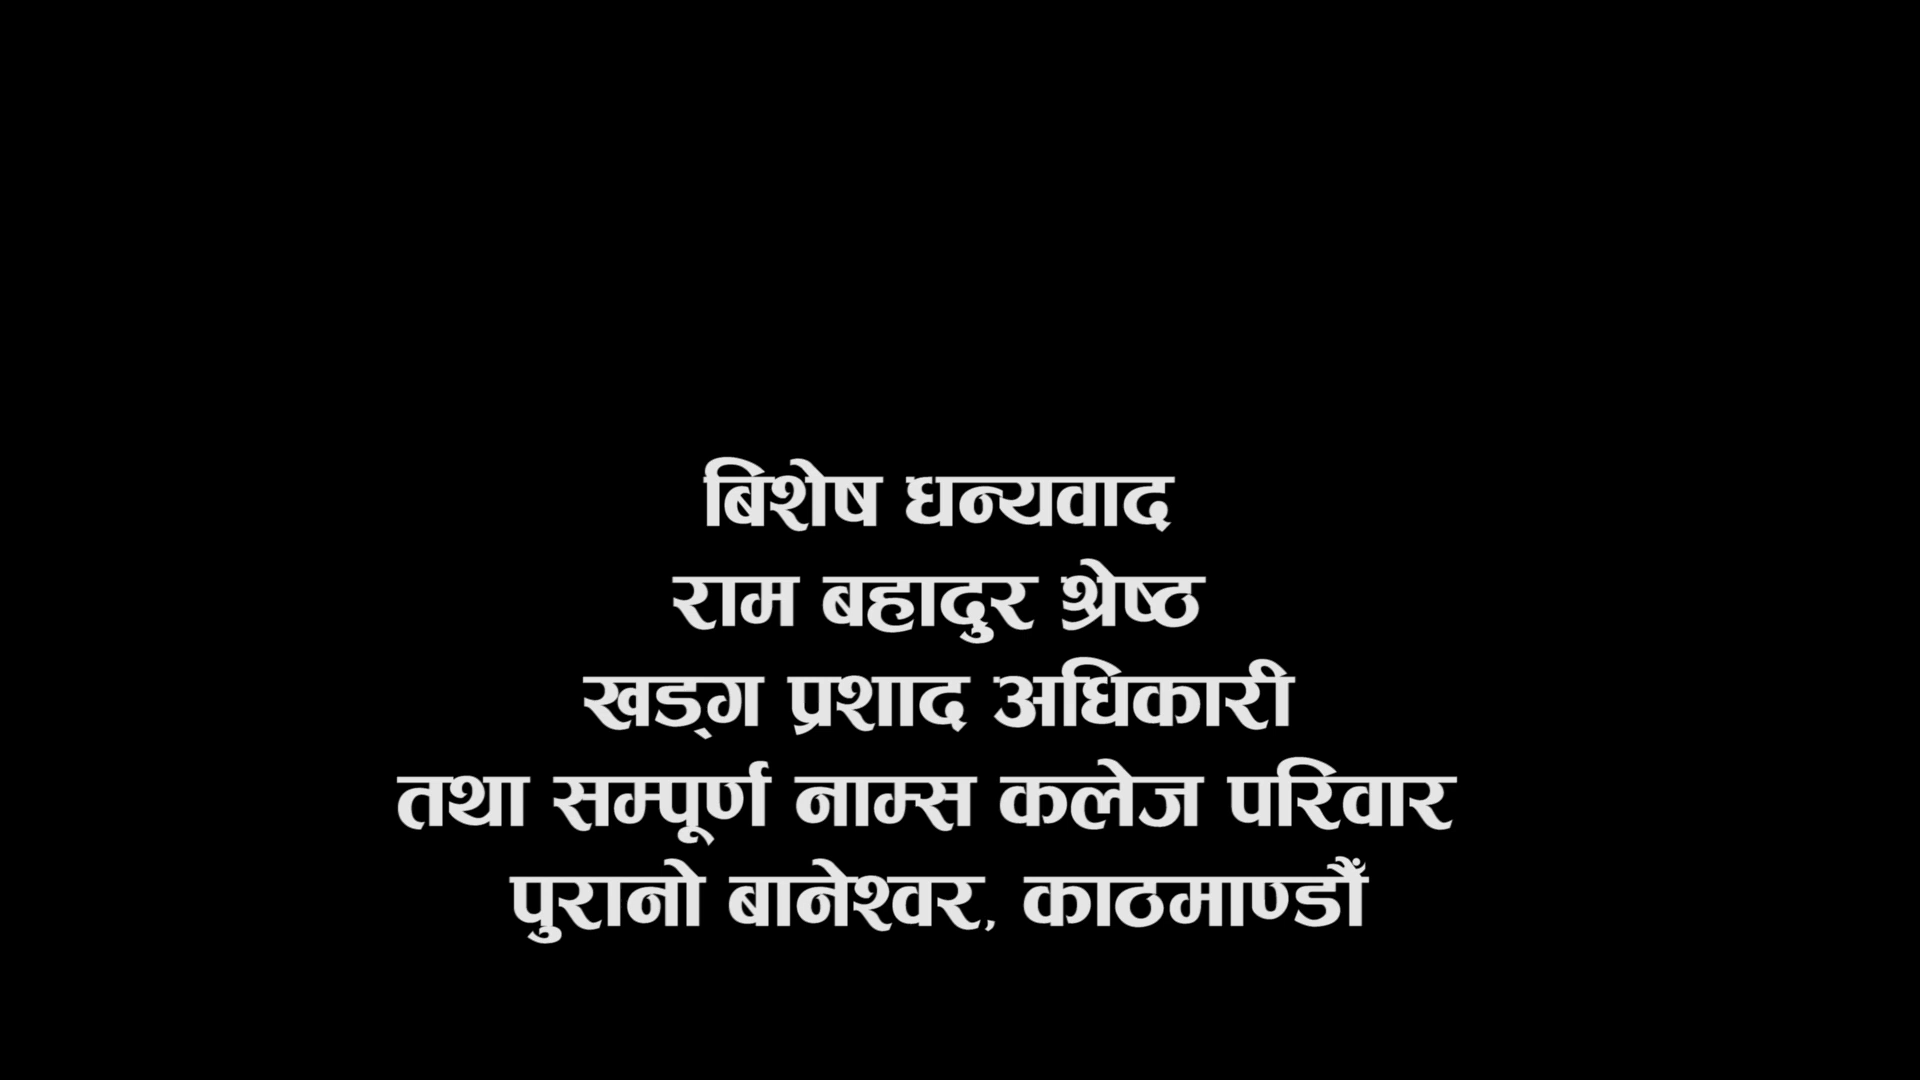 बिशेष धन्यवाद
राम बहादुर श्रेष्ठ
खड्ग प्रशाद अधिकारी
तथा सम्पूर्ण नाम्स कलेज परिवार
पुरानो बानेश्वर, काठमाण्डौँ